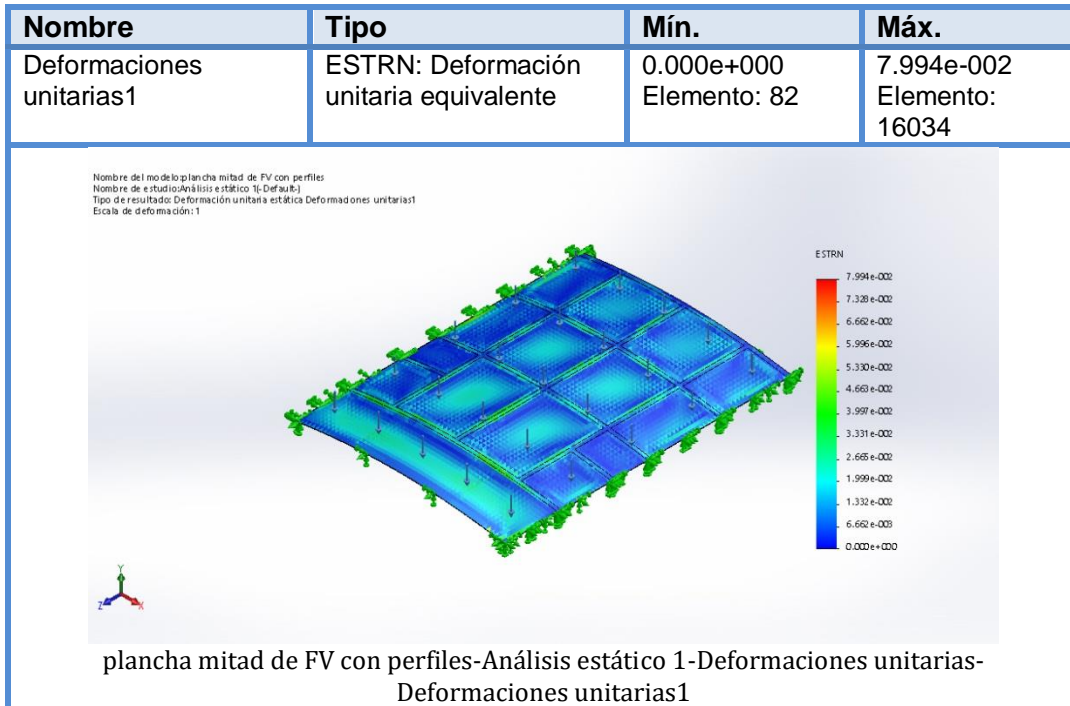 Nombre Tipo Mín. Máx.
Deformaciones ESTRN: Deformación 0.000e+000 7.994e-002
unitarias1 unitaria equivalente Elemento: 82 Elemento:
16034
Nombre del modelo:plancha mitad de FV con perfiles
Nombre de estudio:Análisis estático 1(-Default-)
Tipo de resultado: Deformación unitaria estática Deformaciones unitarias1
Escala de deformación: 1
ESTRN
7.994e-002
7.328e-002
6.662e-002
5.996e-002
5.330e-002
4.663e-002
3.997e-002
3.331e-002
2.665e-002
1.999e-002
1.332e-002
6.662e-003
0.000e+000
Y
Z X
plancha mitad de FV con perfiles-Análisis estático 1-Deformaciones unitarias-
Deformaciones unitarias1